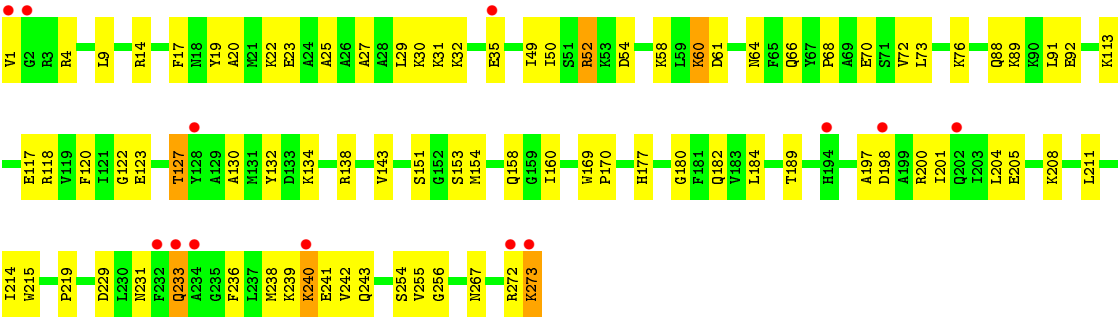 V1 G2 R3 R4 L9 R14 F17 N18 Y19 A20 M21 K22 E23 A24 A25 A26 A27 A28 L29 K30 K31 K32 E35 I49 I50 S51 R52 K53 D54 K58 L59 K60 D61 N64 F65 Q66 Y67 P68 A69 E70 S71 V72 L73 K76 Q88 K89 K90 L91 E92 K113
E117 R118 V119 F120 I121 G122 E123 T127 Y128 A129 A130 M131 I132 D133 K134 R138 V143 S151 G152 S153 M154 Q158 G159 I160 W169 P170 H177 G180 F181 Q182 V183 L184 T189 H194 A197 D198 A199 R200 I201 Q202 I203 L204 E205 K208 L211
I214 W215 P219 D229 L230 N231 F232 Q233 A234 G235 F236 L237 M238 K239 K240 E241 V242 Q243 S254 V255 G256 N267 R272 K273